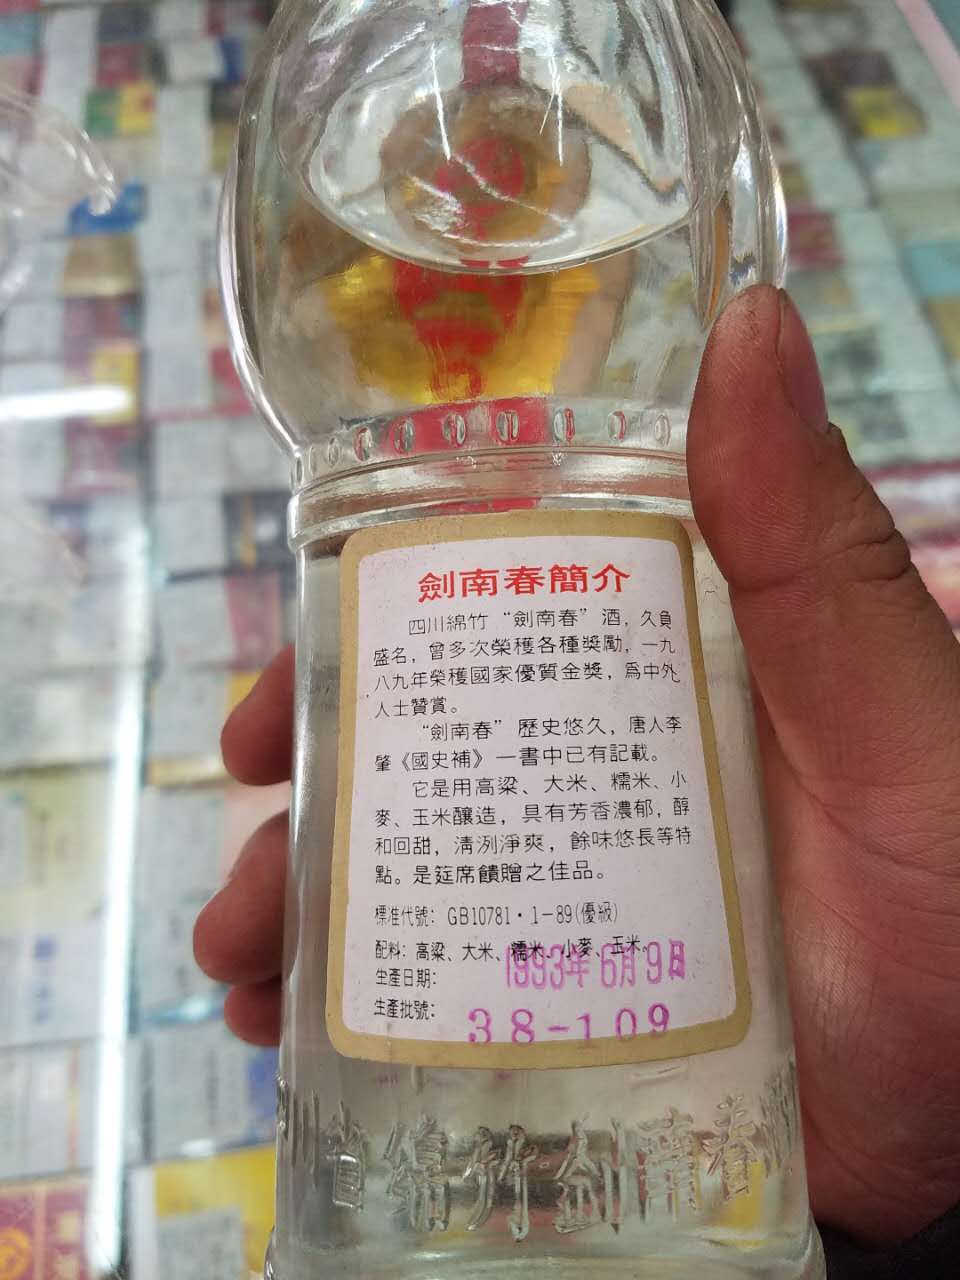 劍南春簡介
四川綿竹“劍南春”酒，久負
盛名，曾多次榮穫各種獎勵，一九
八九年榮穫國家優質金獎，爲中外
人士贊賞。
“劍南春”歷史悠久，唐人李
肇《國史補》一書中已有記載。
它是用高粱、大米、糯米、小
麥、玉米釀造，具有芳香濃郁，醇
和回甜，清洌淨爽，餘味悠長等特
點。是筵席饋贈之佳品。
標准代號：GB10781·1－89(優級)
配料：高粱、大米、糯米、小麥、玉米。
生產日期：1993年6月9日
生產批號：38-109
川省绵竹剑南春